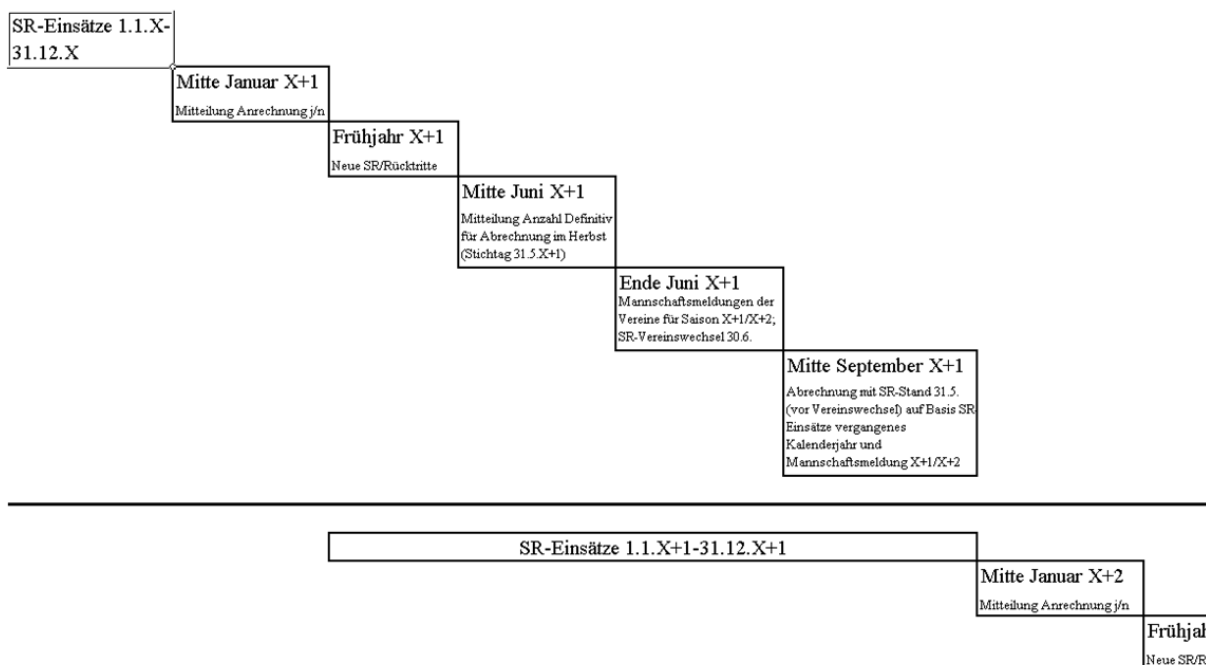 SR-Einsätze 1.1.X-
31.12.X
Mitte Januar X+1
Mitteilung Anrechnung j/n
Frühjahr X+1
Neue SR/Rücktritte
Mitte Juni X+1
Mitteilung Anzahl Definitiv
für Abrechnung im Herbst
(Stichtag 31.5.X+1)
Ende Juni X+1
Mannschaftsmeldungen der
Vereine für Saison X+1/X+2;
SR-Vereinswechsel 30.6.
Mitte September X+1
Abrechnung mit SR-Stand 31.5.
(vor Vereinswechsel) auf Basis SR
Einsätze vergangenes
Kalenderjahr und
Mannschaftsmeldung X+1/X+2
SR-Einsätze 1.1.X+1-31.12.X+1
Mitte Januar X+2
Mitteilung Anrechnung j/n
Frühjah
Neue SR/R